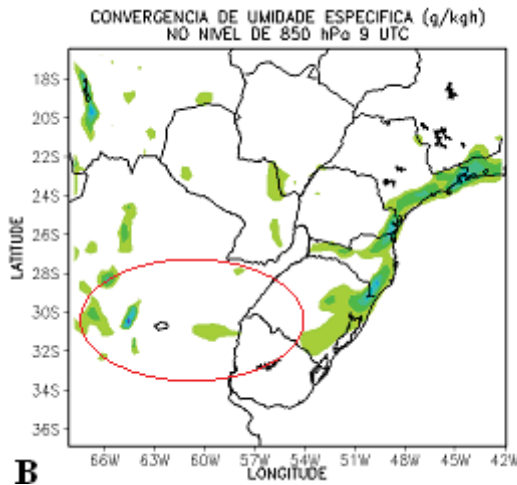 CONVERGENCIA DE UMIDADE ESPECIFICA (g/kgh)
NO NIVEL DE 850 hPa 9 UTC
18S
20S
22S
24S
26S
28S
30S
32S
34S
36S
LATITUDE
66W 63W 60W 57W 54W 51W 48W 45W 42W
LONGITUDE
B